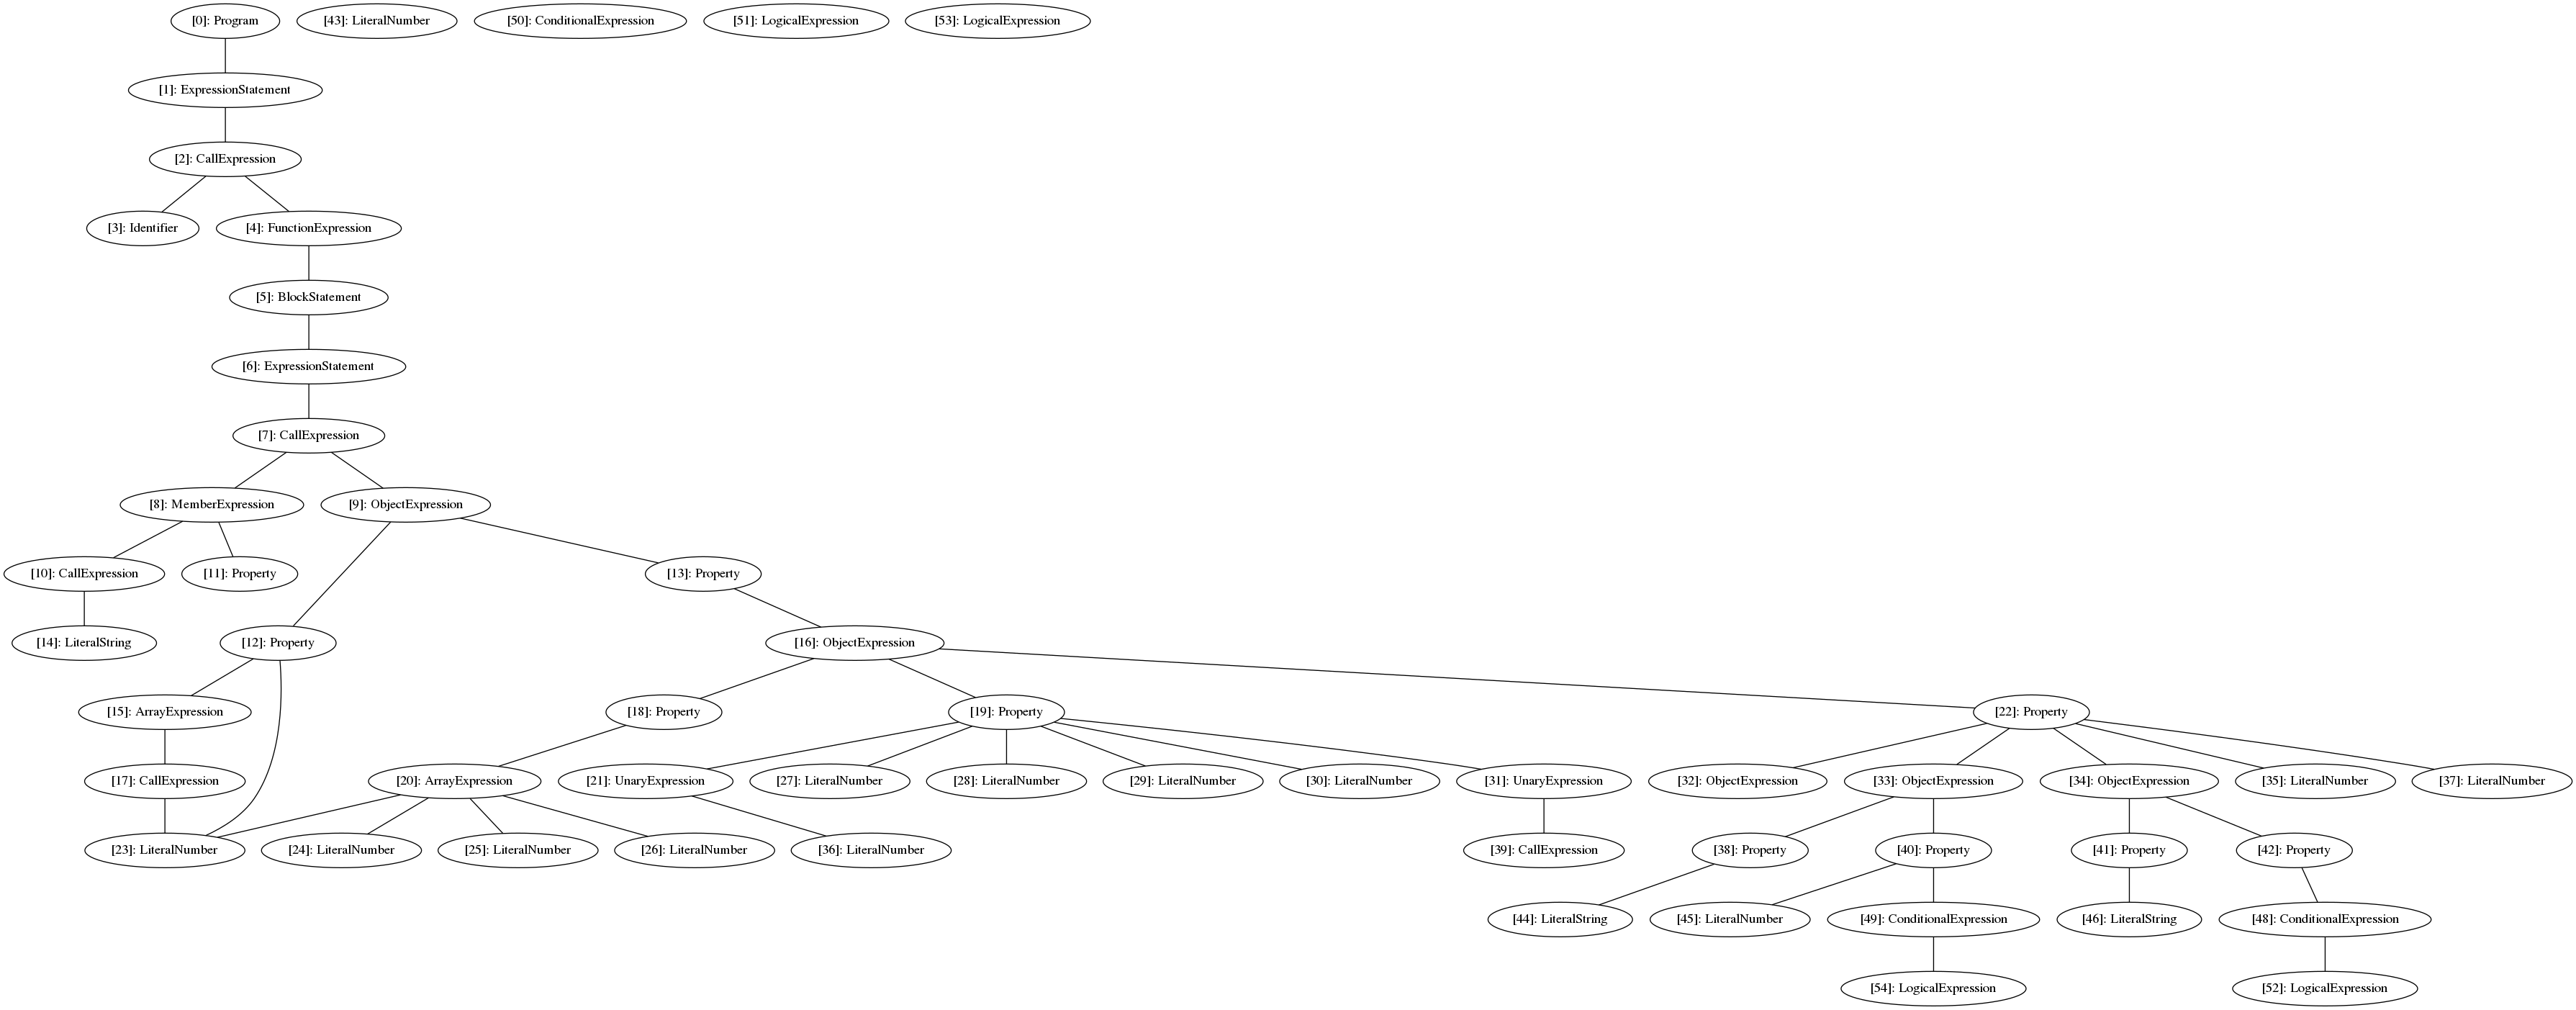 [0]: Program
[43]: LiteralNumber
[50]: ConditionalExpression
[51]: LogicalExpression
[53]: LogicalExpression
[1]: ExpressionStatement
[2]: CallExpression
[3]: Identifier
[4]: FunctionExpression
[5]: BlockStatement
[6]: ExpressionStatement
[7]: CallExpression
[8]: MemberExpression
[9]: ObjectExpression
[10]: CallExpression
[11]: Property
[13]: Property
[14]: LiteralString
[12]: Property
[16]: ObjectExpression
[15]: ArrayExpression
[18]: Property
[19]: Property
[22]: Property
[17]: CallExpression
[20]: ArrayExpression
[21]: UnaryExpression
[27]: LiteralNumber
[28]: LiteralNumber
[29]: LiteralNumber
[30]: LiteralNumber
[31]: UnaryExpression
[32]: ObjectExpression
[33]: ObjectExpression
[34]: ObjectExpression
[35]: LiteralNumber
[37]: LiteralNumber
[23]: LiteralNumber
[24]: LiteralNumber
[25]: LiteralNumber
[26]: LiteralNumber
[36]: LiteralNumber
[39]: CallExpression
[38]: Property
[40]: Property
[41]: Property
[42]: Property
[44]: LiteralString
[45]: LiteralNumber
[49]: ConditionalExpression
[46]: LiteralString
[48]: ConditionalExpression
[54]: LogicalExpression
[52]: LogicalExpression